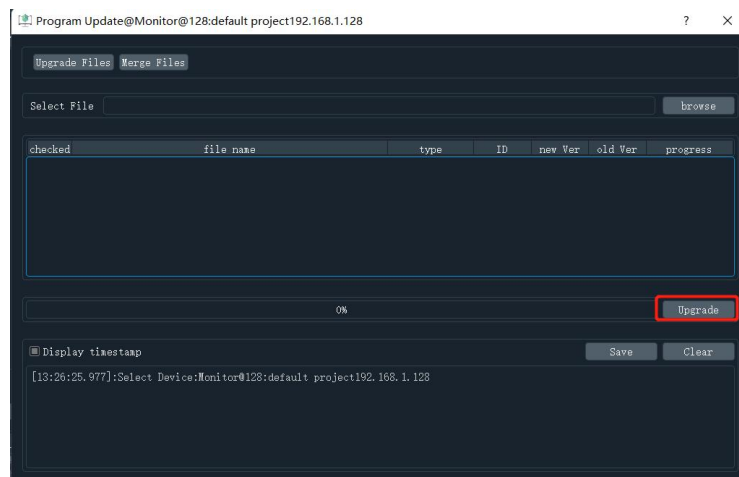 Program Update@Monitor@128:default project192.168.1.128 ?
Upgrade Files Merge Files
Select File browse
checked file name type ID new Ver old Ver progress
0% Upgrade
Display timestamp Save Clear
[13:26:25.977]:Select Device:Monitor@128:default project192.168.1.128